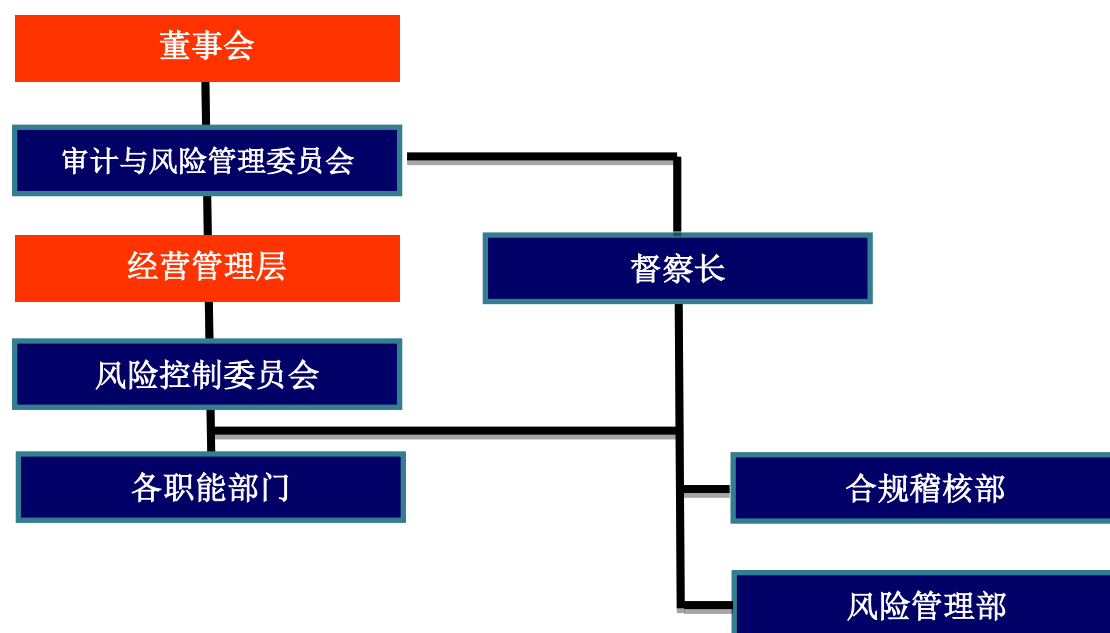 董事会
审计与风险管理委员会
经营管理层
督察长
风险控制委员会
各职能部门
合规稽核部
风险管理部